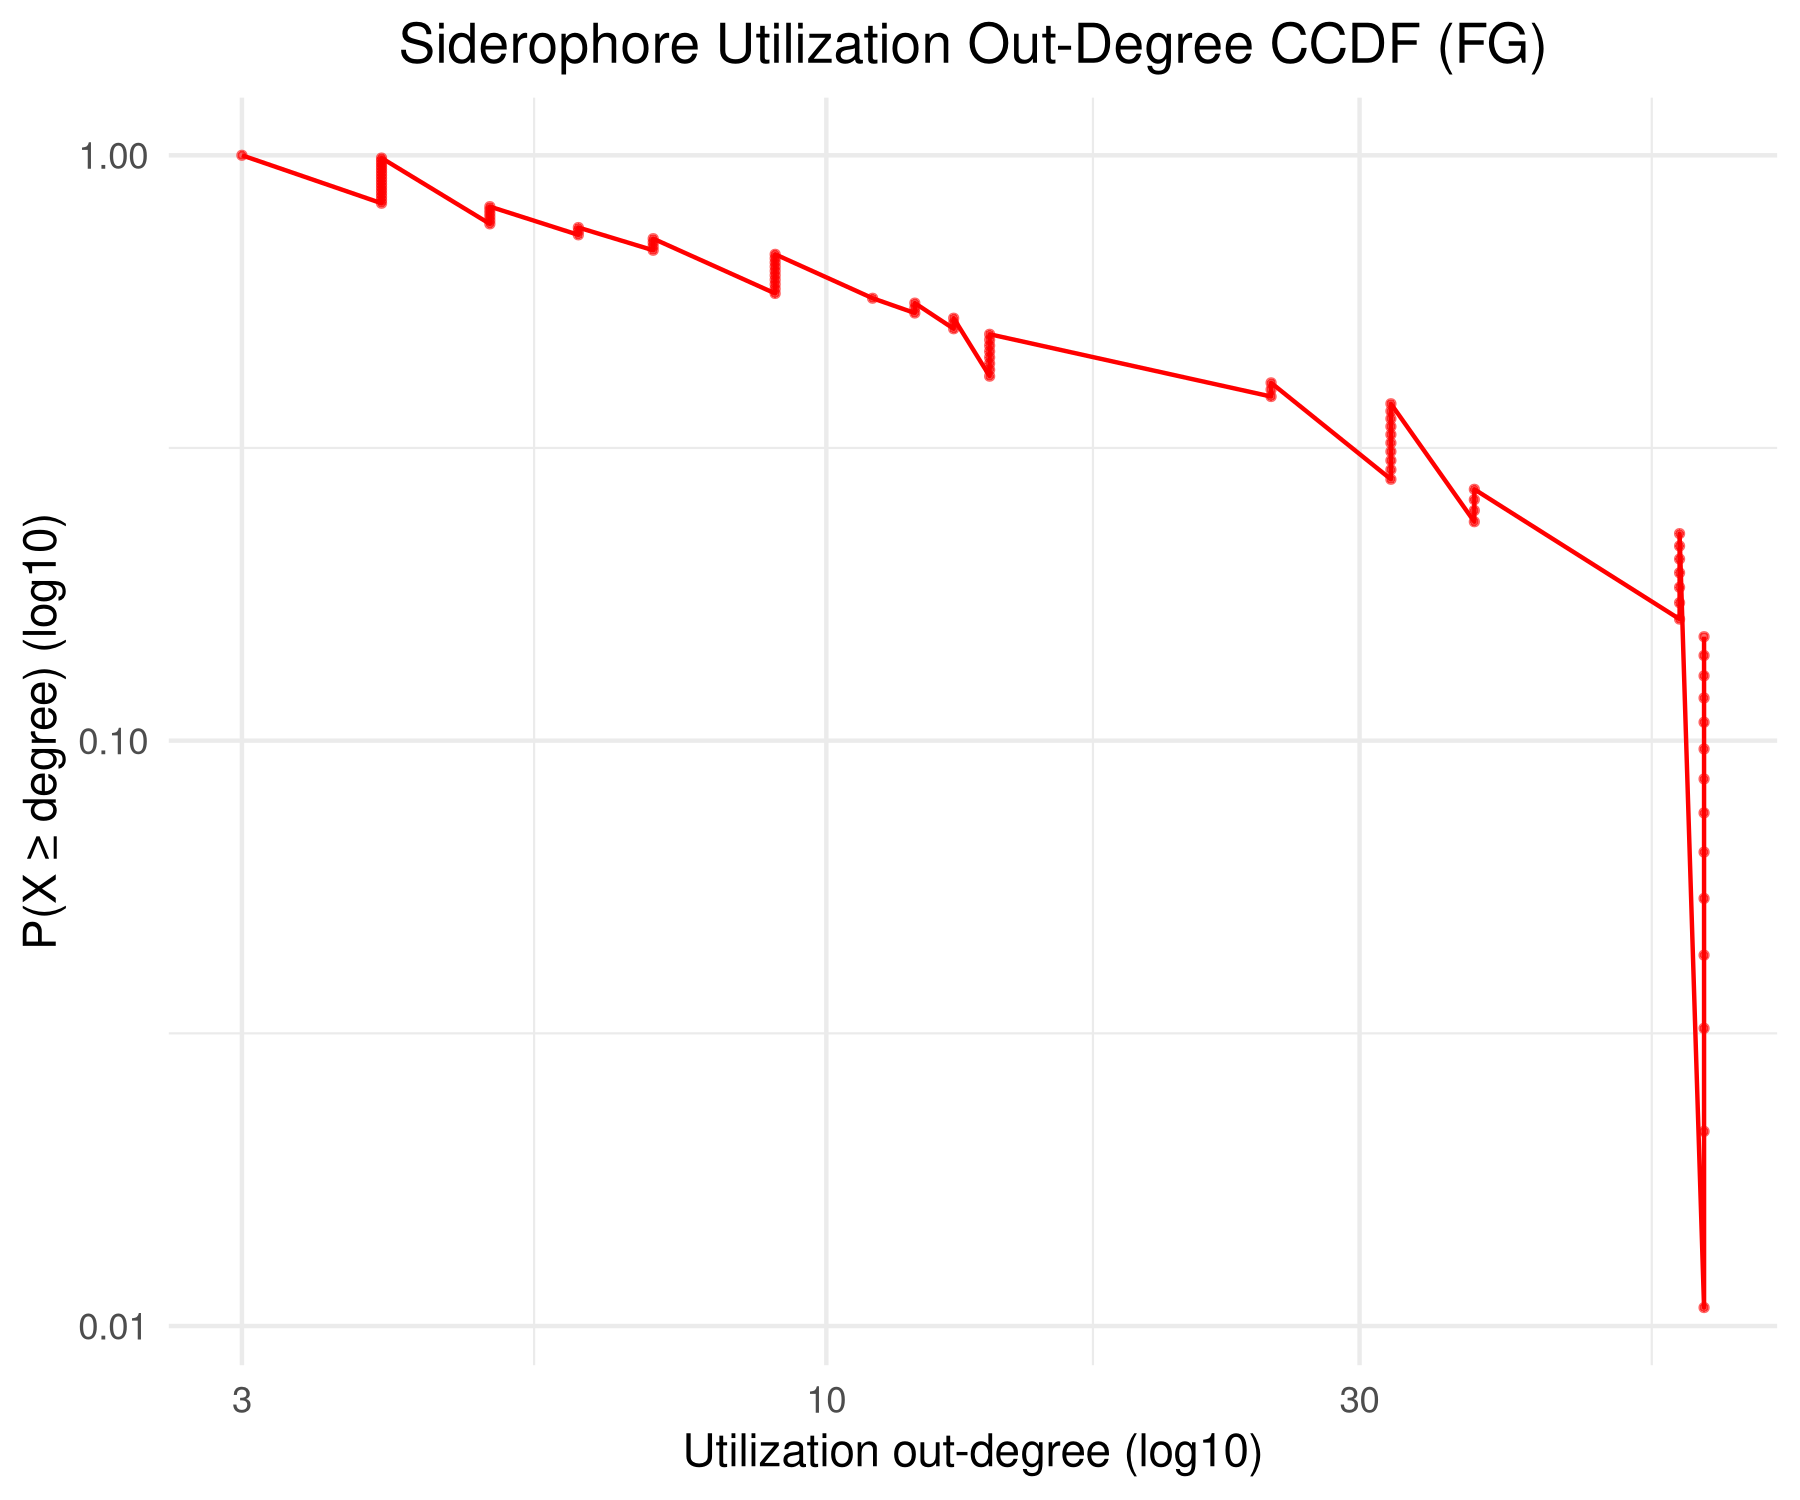 Siderophore Utilization Out-Degree CCDF (FG)
P(X ≥ degree) (log10)
1.00
0.10
0.01
3
10
30
Utilization out-degree (log10)